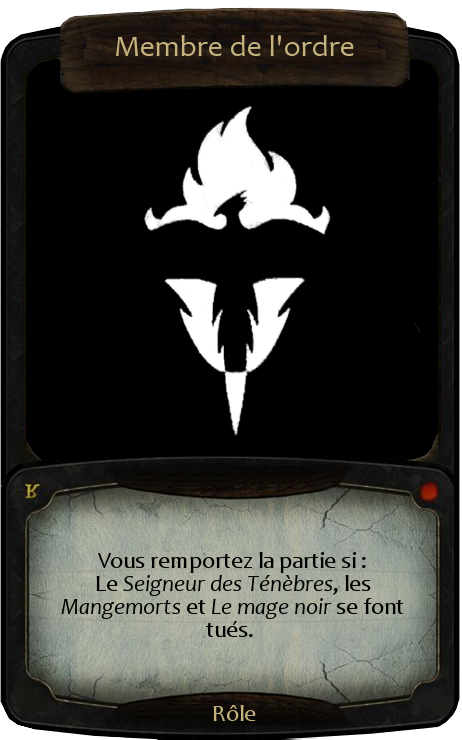 Membre de l'ordre
Vous remportez la partie si :
Le Seigneur des Ténèbres, les
Mangemorts et Le mage noir se font
tués.
Rôle